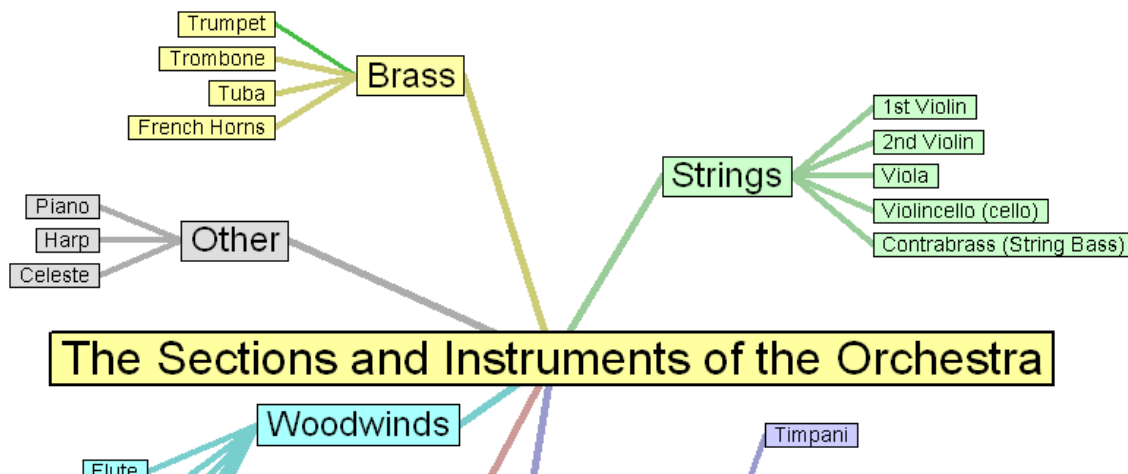 Trumpet
Trombone
Tuba
French Horns
Brass
1st Violin
2nd Violin
Viola
Violincello (cello)
Contrabrass (String Bass)
Strings
Piano
Harp
Celeste
Other
The Sections and Instruments of the Orchestra
Woodwinds
Timpani
Flute